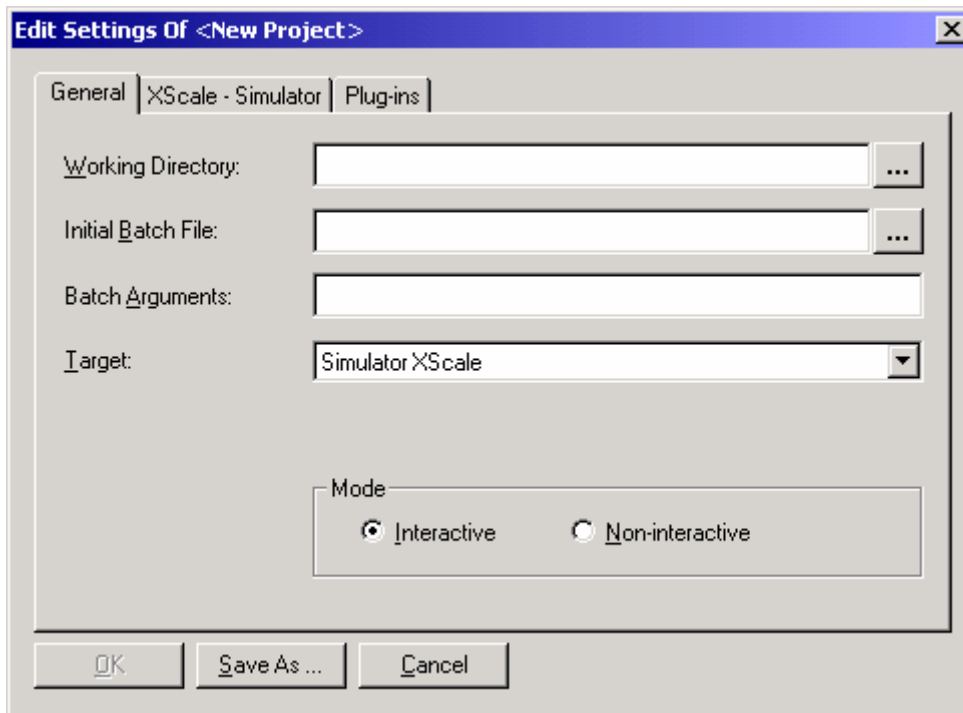 Edit Settings Of <New Project>
General XScale - Simulator Plug-ins
Working Directory: ...
Initial Batch File: ...
Batch Arguments:
Target: Simulator XScale
Mode
Interactive Non-interactive
OK Save As ... Cancel